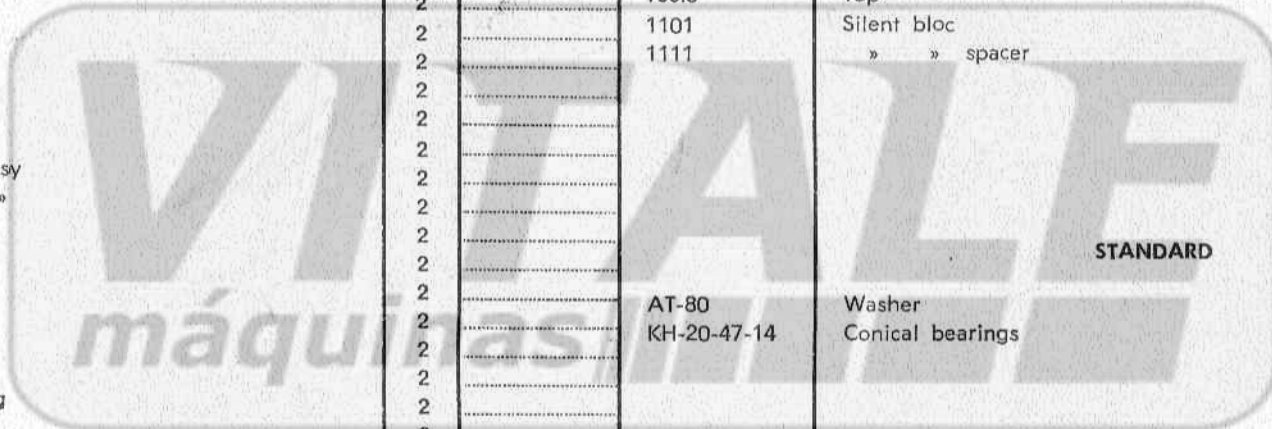 2
2 1101 Silent bloc
2 1111 » » spacer
2
2
sy 2
2
» 2
2 STANDARD
2
2 AT-80 Washer
2 KH-20-47-14 Conical bearings
2
2
2
VITALE
máquinas